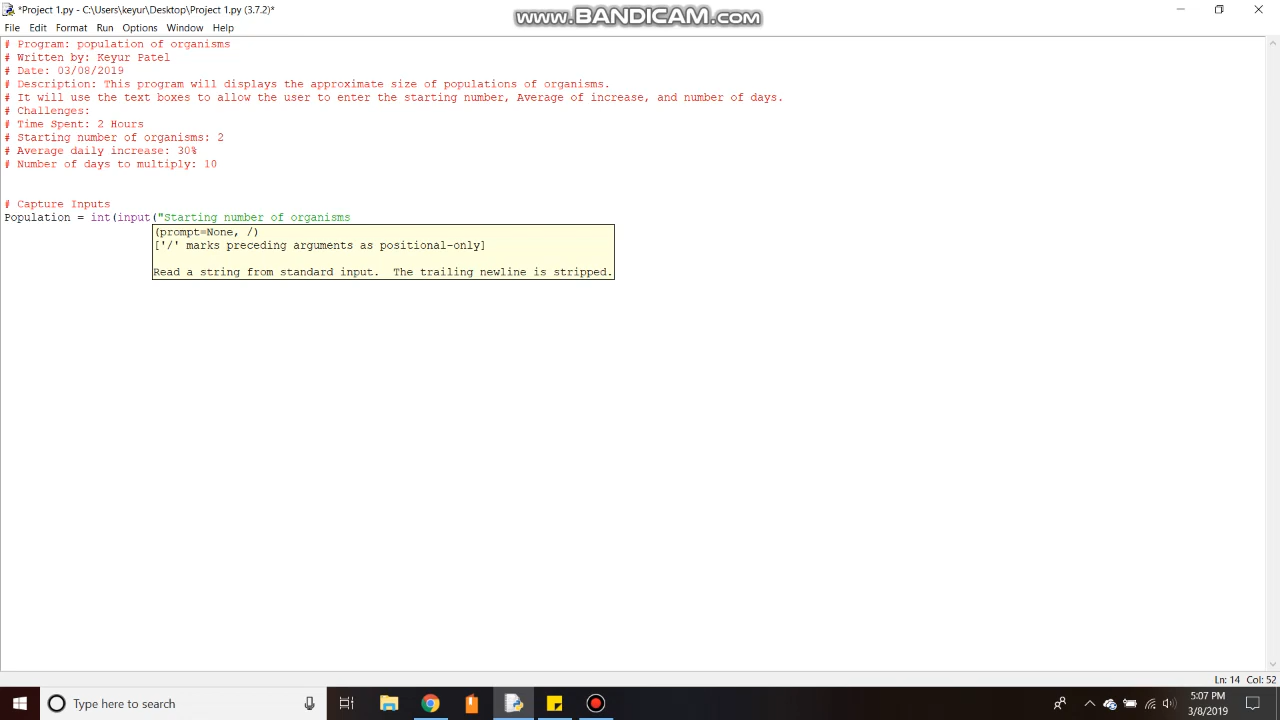 *Project 1.py - C:\Users\keyur\Desktop\Project 1.py (3.7.2)*
www.BANDICAM.com
File Edit Format Run Options Window Help
# Program: population of organisms
# Written by: Keyur Patel
# Date: 03/08/2019
# Description: This program will displays the approximate size of populations of organisms.
# It will use the text boxes to allow the user to enter the starting number, Average of increase, and number of days.
# Challenges:
# Time Spent: 2 Hours
# Starting number of organisms: 2
# Average daily increase: 30%
# Number of days to multiply: 10
# Capture Inputs
Population = int(input("Starting number of organisms
(prompt=None, /)
['/' marks preceding arguments as positional-only]
Read a string from standard input.  The trailing newline is stripped.
Ln: 14 Col: 52
Type here to search
5:07 PM
3/8/2019